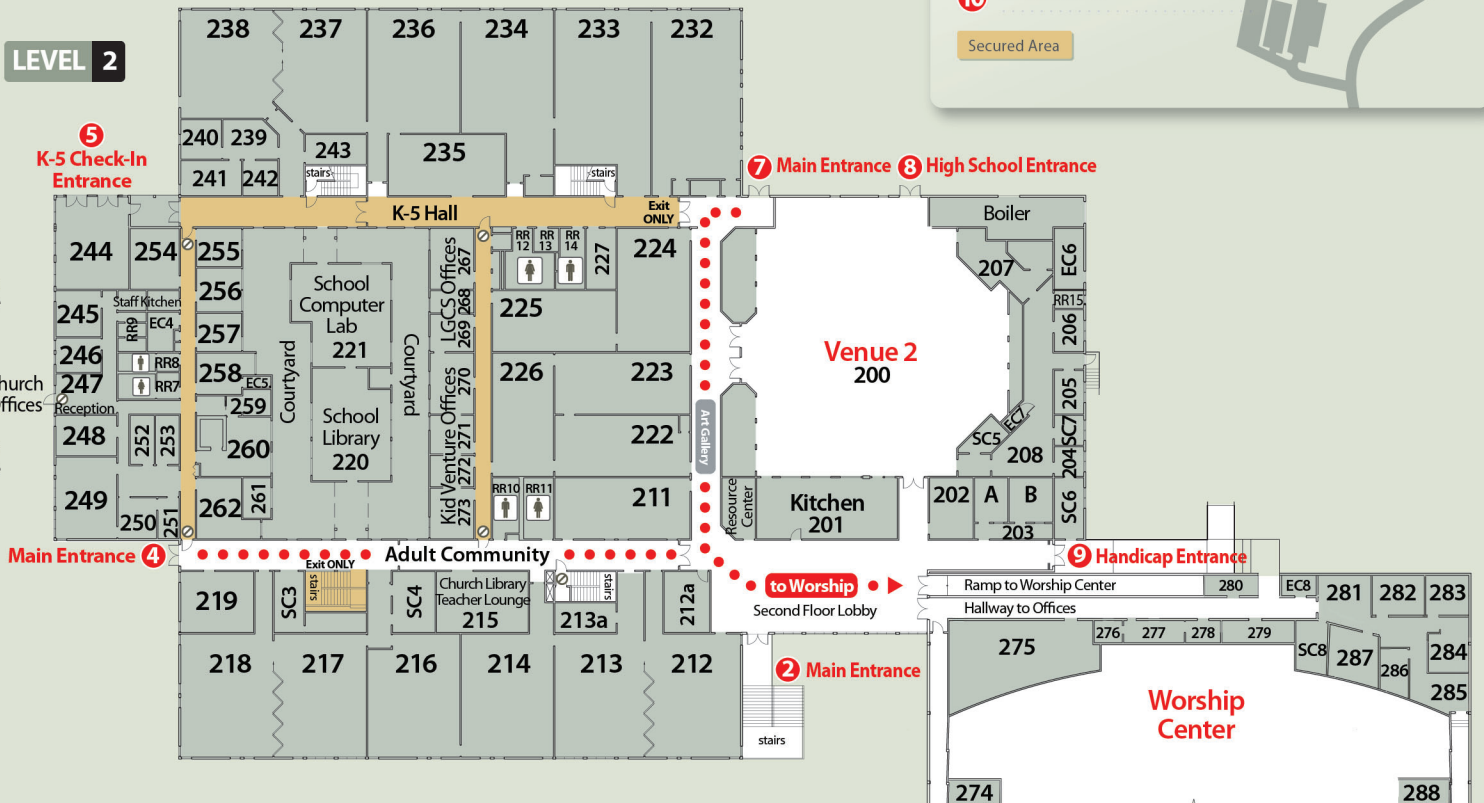 LEVEL 2
10
Secured Area
238
237
236
234
233
232
240
239
241
242
243
stairs
235
stairs
5
K-5 Check-In
Entrance
7 Main Entrance
8 High School Entrance
K-5 Hall
Exit
ONLY
Boiler
244
254
255
256
257
258
EC5
259
260
261
262
245
Staff Kitchen
RR9
EC4
246
RR8
247
RR7
Reception
hurch
ffices
248
252
253
249
250
251
Courtyard
School
Computer
Lab
221
School
Library
220
Courtyard
LGCS Offices
267
268
269
Kid Venture Offices
270
271
272
273
RR
12
RR
13
RR
14
227
224
225
226
223
222
211
RR10
RR11
Art Gallery
Venue 2
200
207
EC6
RR15
206
205
SC7
204
SC6
EC7
SC5
208
Resource
Center
Kitchen
201
202
A
B
203
Main Entrance 4
Adult Community
9 Handicap Entrance
Exit ONLY
stairs
219
SC3
SC4
Church Library
Teacher Lounge
215
stairs
213a
212a
to Worship
Second Floor Lobby
Ramp to Worship Center
280
EC8
Hallway to Offices
281
282
283
218
217
216
214
213
212
2 Main Entrance
stairs
275
276
277
278
279
SC8
287
286
284
285
Worship
Center
274
288